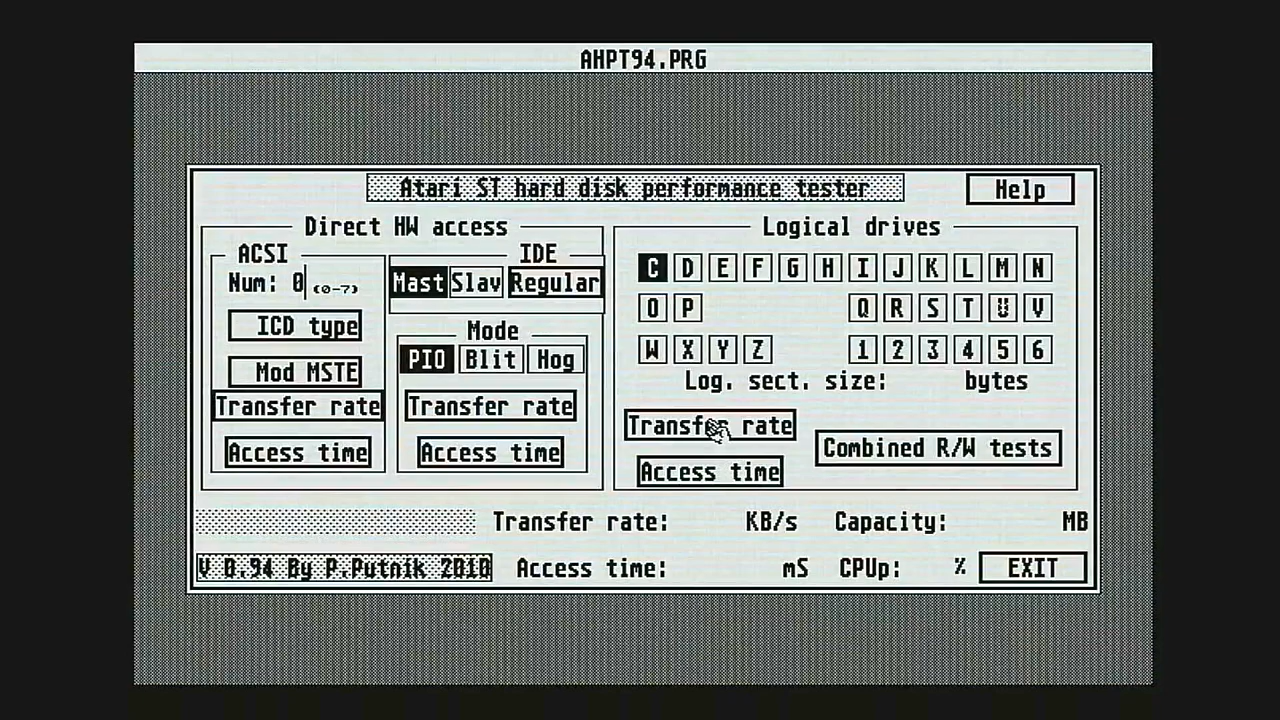 AHPT94.PRG
Atari ST hard disk performance tester
Help
Direct HW access
Logical drives
ACSI
IDE
Num: 0 (0-7)
Mast Slav Regular
C D E F G H I J K L M N
ICD type
Mode
O P Q R S T U V
PIO Blit Hog
W X Y Z 1 2 3 4 5 6
Mod MSTE
Log. sect. size: bytes
Transfer rate
Transfer rate
Transfer rate
Access time
Access time
Access time
Combined R/W tests
Transfer rate: KB/s Capacity: MB
V 0.94 By P.Putnik 2010
Access time: mS CPUp: %
EXIT